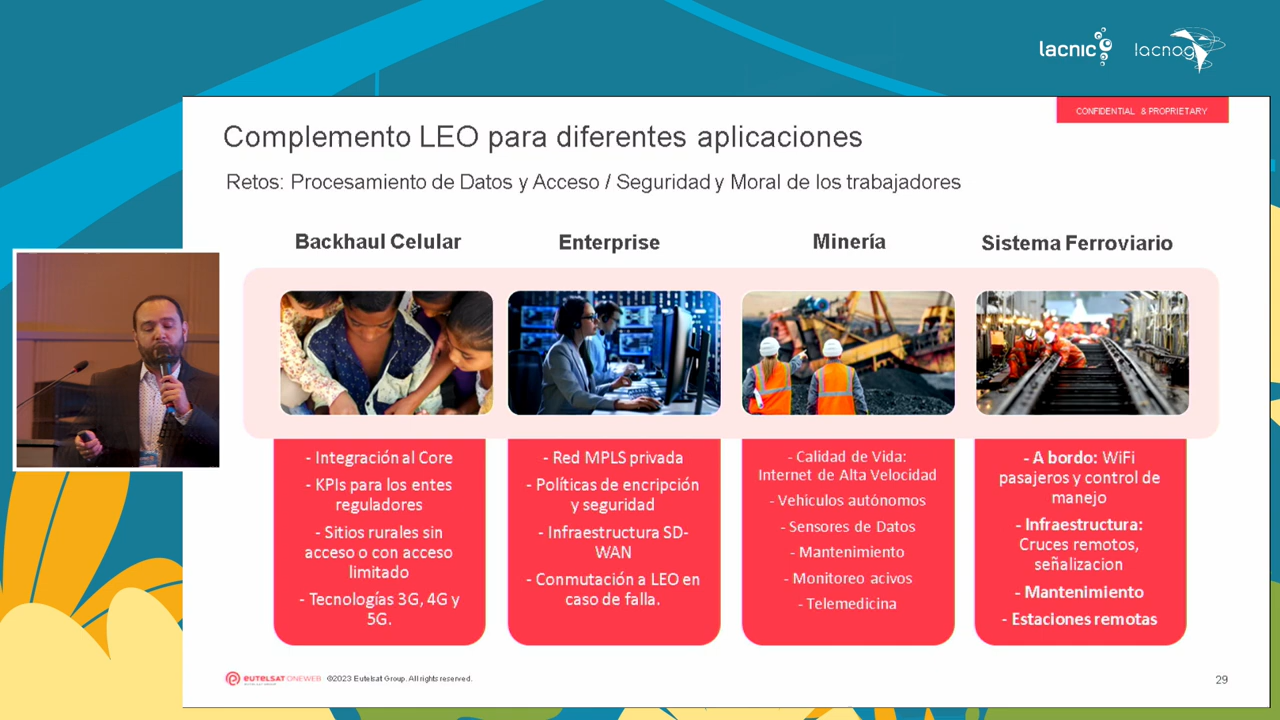 lacnic
lacnog
CONFIDENTIAL & PROPRIETARY
Complemento LEO para diferentes aplicaciones
Retos: Procesamiento de Datos y Acceso / Seguridad y Moral de los trabajadores
Backhaul Celular
- Integración al Core
- KPIs para los entes
reguladores
- Sitios rurales sin
acceso o con acceso
limitado
- Tecnologías 3G, 4G y
5G.
Enterprise
- Red MPLS privada
- Políticas de encripción
y seguridad
- Infraestructura SD-
WAN
- Conmutación a LEO en
caso de falla.
Minería
- Calidad de Vida:
Internet de Alta Velocidad
- Vehículos autónomos
- Sensores de Datos
- Mantenimiento
- Monitoreo activos
- Telemedicina
Sistema Ferroviario
- A bordo: WiFi
pasajeros y control de
manejo
- Infraestructura:
Cruces remotos,
señalizacion
- Mantenimiento
- Estaciones remotas
EUTELSAT ONEWEB ©2023 Eutelsat Group. All rights reserved.
29